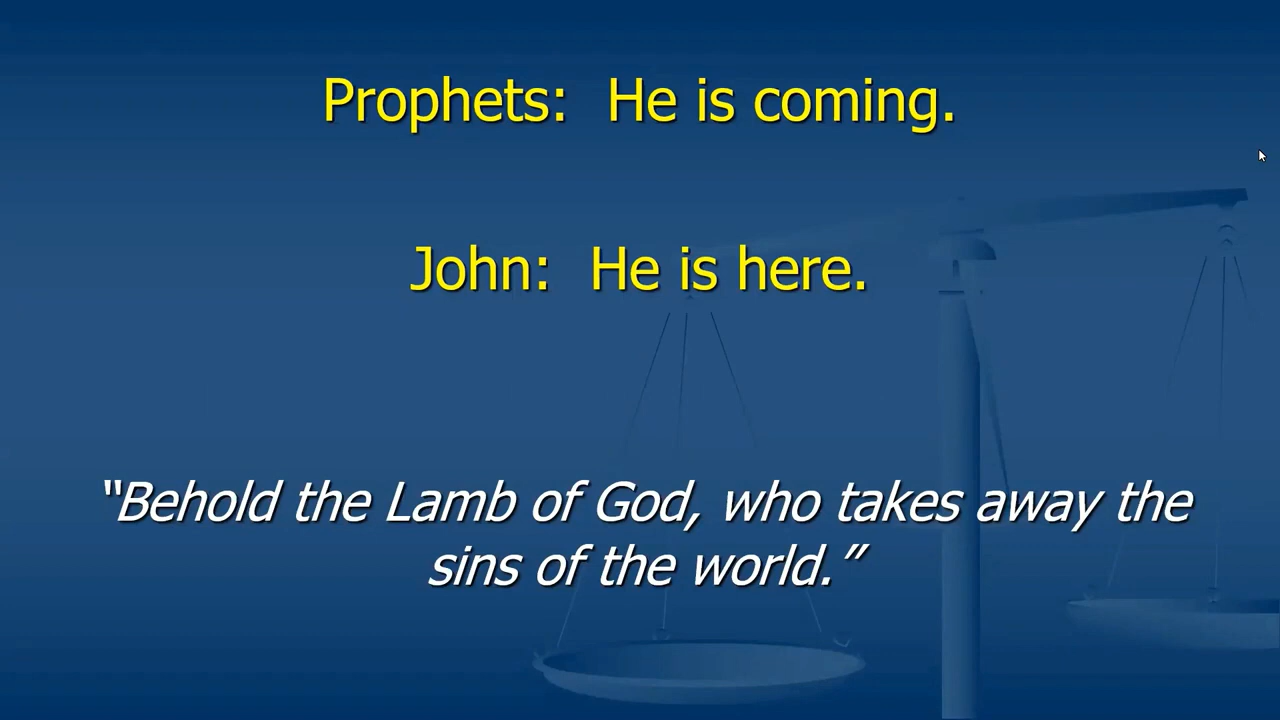 Prophets:  He is coming.
John:  He is here.
“Behold the Lamb of God, who takes away the
sins of the world.”